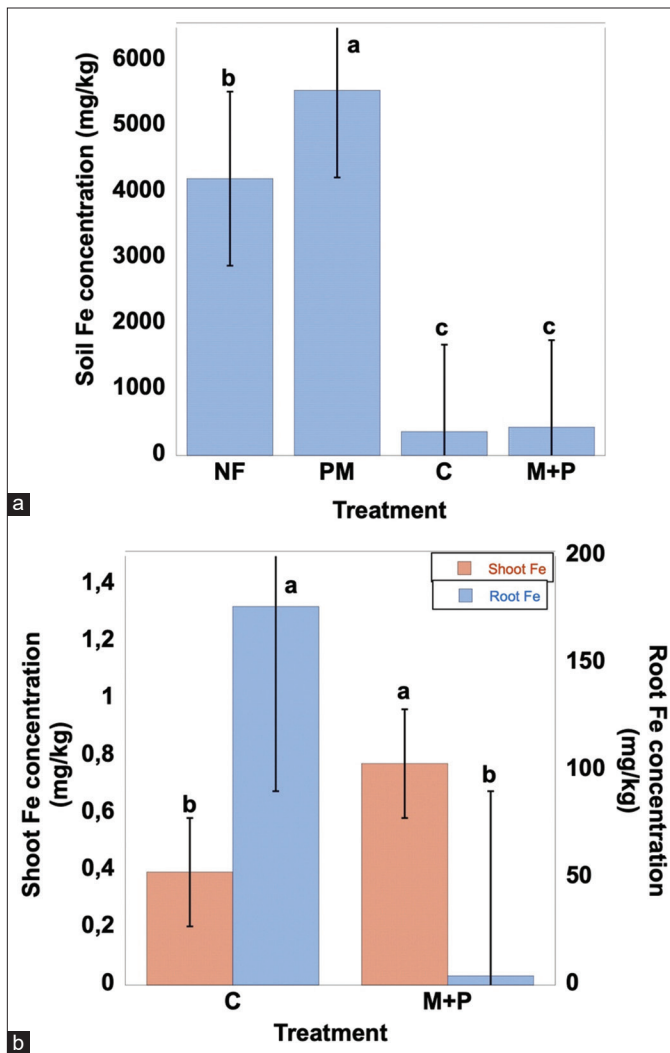 6000
5000
4000
3000
2000
1000
0
Soil Fe concentration (mg/kg)
b
a
c
c
NF PM C M+P
Treatment
a
1,4
1,2
1
0,8
0,6
0,4
0,2
0
Shoot Fe concentration
(mg/kg)
Shoot Fe
Root Fe
b
a
a
b
200
150
100
50
0
Root Fe concentration
(mg/kg)
C M+P
Treatment
b